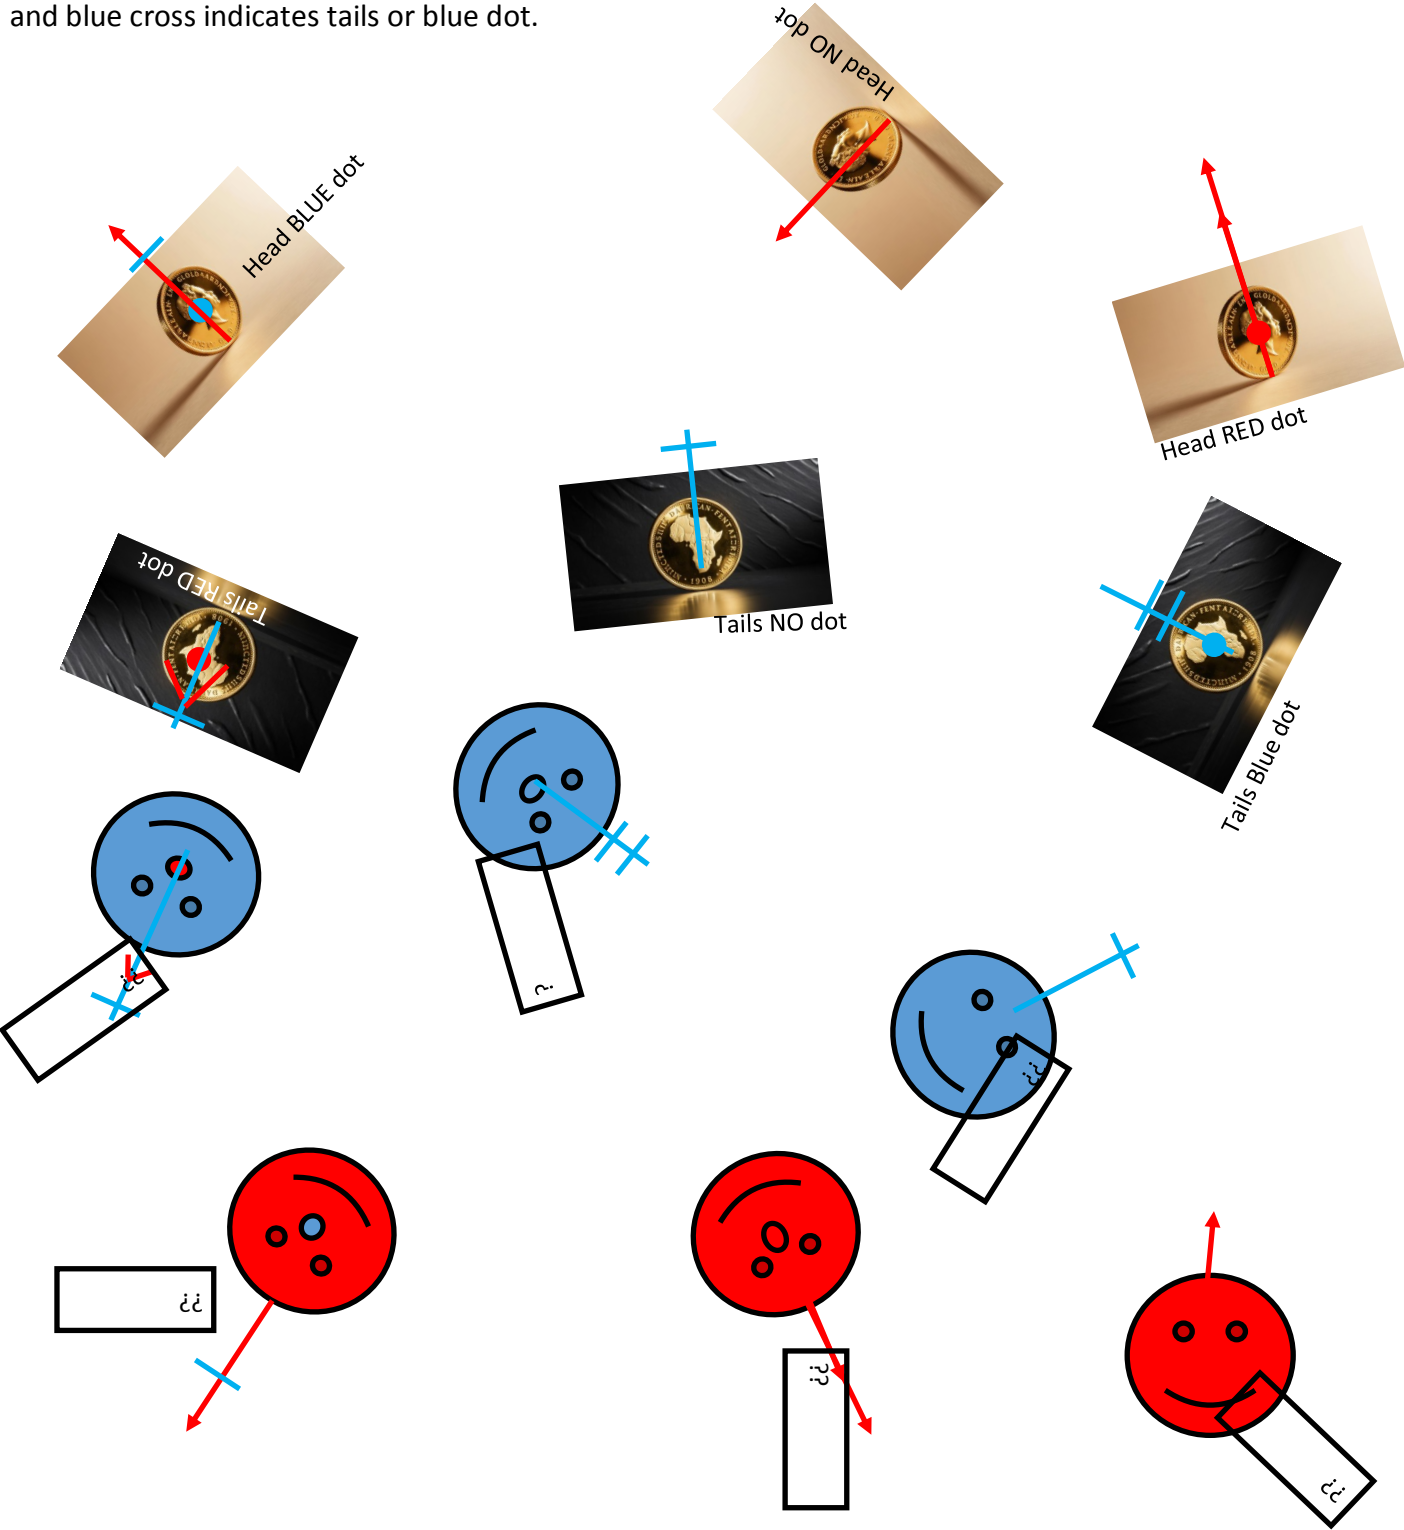 and blue cross indicates tails or blue dot.
Head NO dot
Head BLUE dot
Head RED dot
Tails NO dot
Tails RED dot
Tails Blue dot
??
?
??
??
??
??